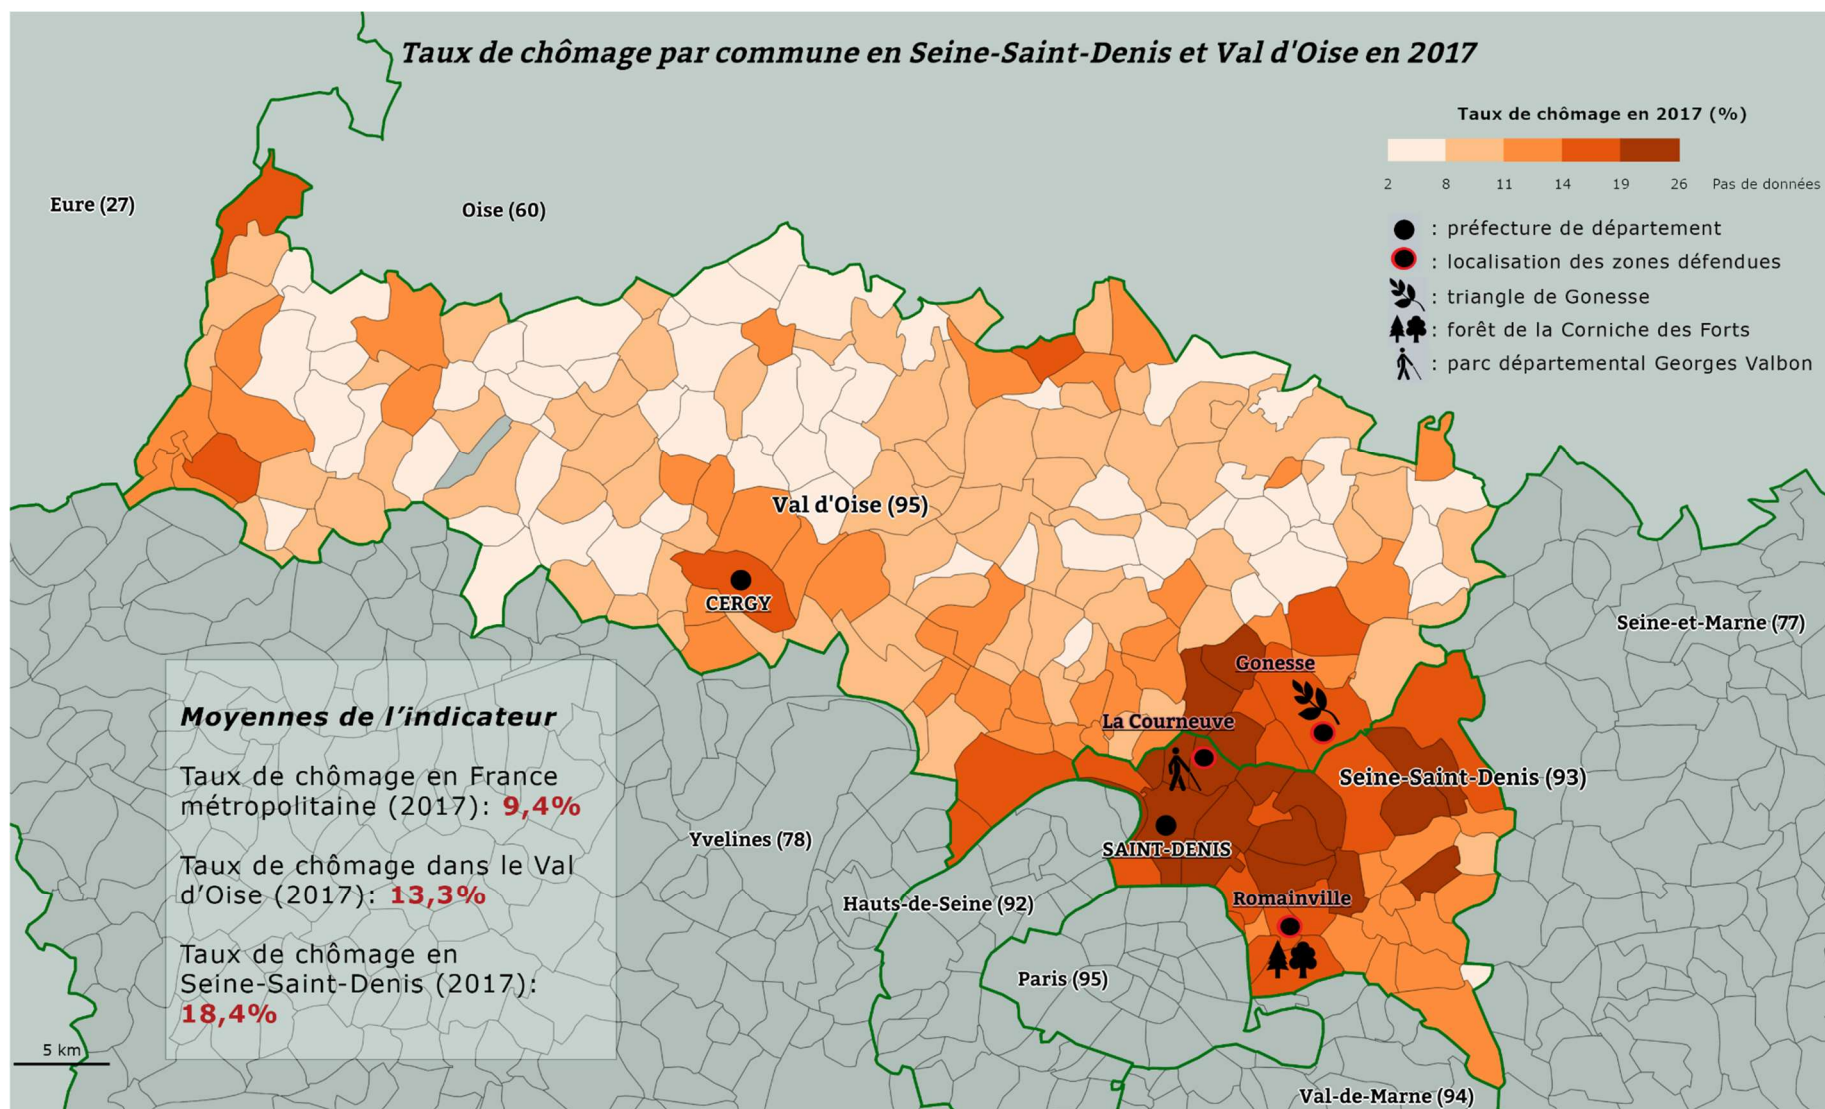 Taux de chômage par commune en Seine-Saint-Denis et Val d'Oise en 2017
Taux de chômage en 2017 (%)
2 8 11 14 19 26 Pas de données
: préfecture de département
: localisation des zones défendues
: triangle de Gonesse
: forêt de la Corniche des Forts
: parc départemental Georges Valbon
Eure (27)
Oise (60)
Val d'Oise (95)
CERGY
Seine-et-Marne (77)
Gonesse
La Courneuve
Seine-Saint-Denis (93)
Yvelines (78)
SAINT-DENIS
Hauts-de-Seine (92)
Romainville
Paris (95)
Val-de-Marne (94)
Moyennes de l’indicateur
Taux de chômage en France
métropolitaine (2017): 9,4%
Taux de chômage dans le Val
d’Oise (2017): 13,3%
Taux de chômage en
Seine-Saint-Denis (2017):
18,4%
5 km